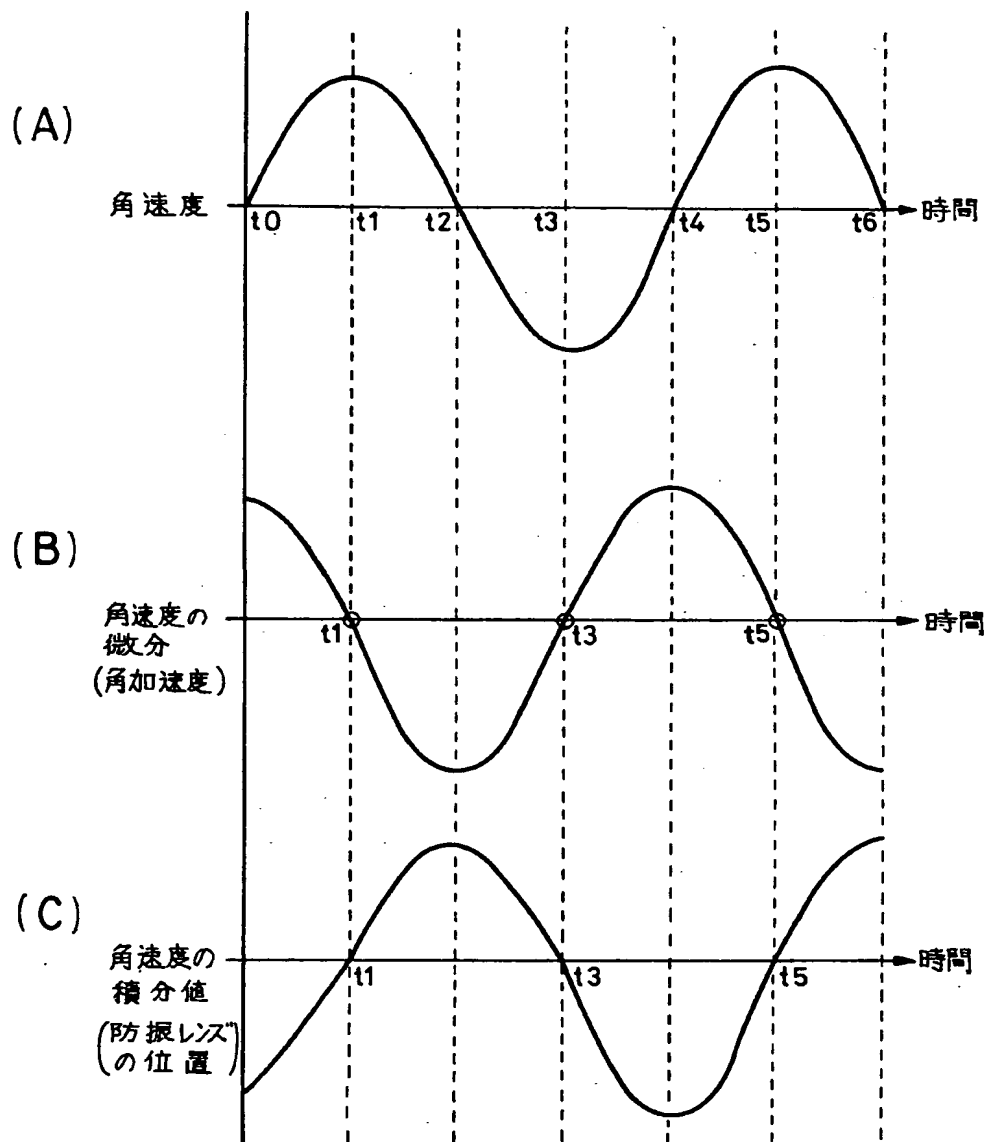 (A)
角速度
t0 t1 t2 t3 t4 t5 t6
時間
(B)
角速度の
微分
(角加速度)
t1 t3 t5
時間
(C)
角速度の
積分値
(防振レンズ
の位置)
t1 t3 t5
時間